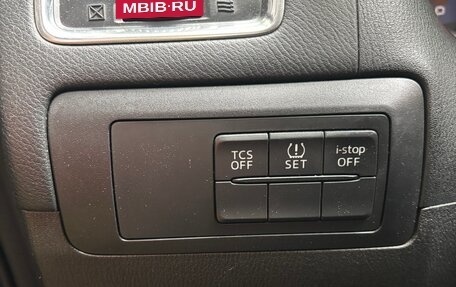 MBIB.RU
TCS
OFF
SET
i-stop
OFF